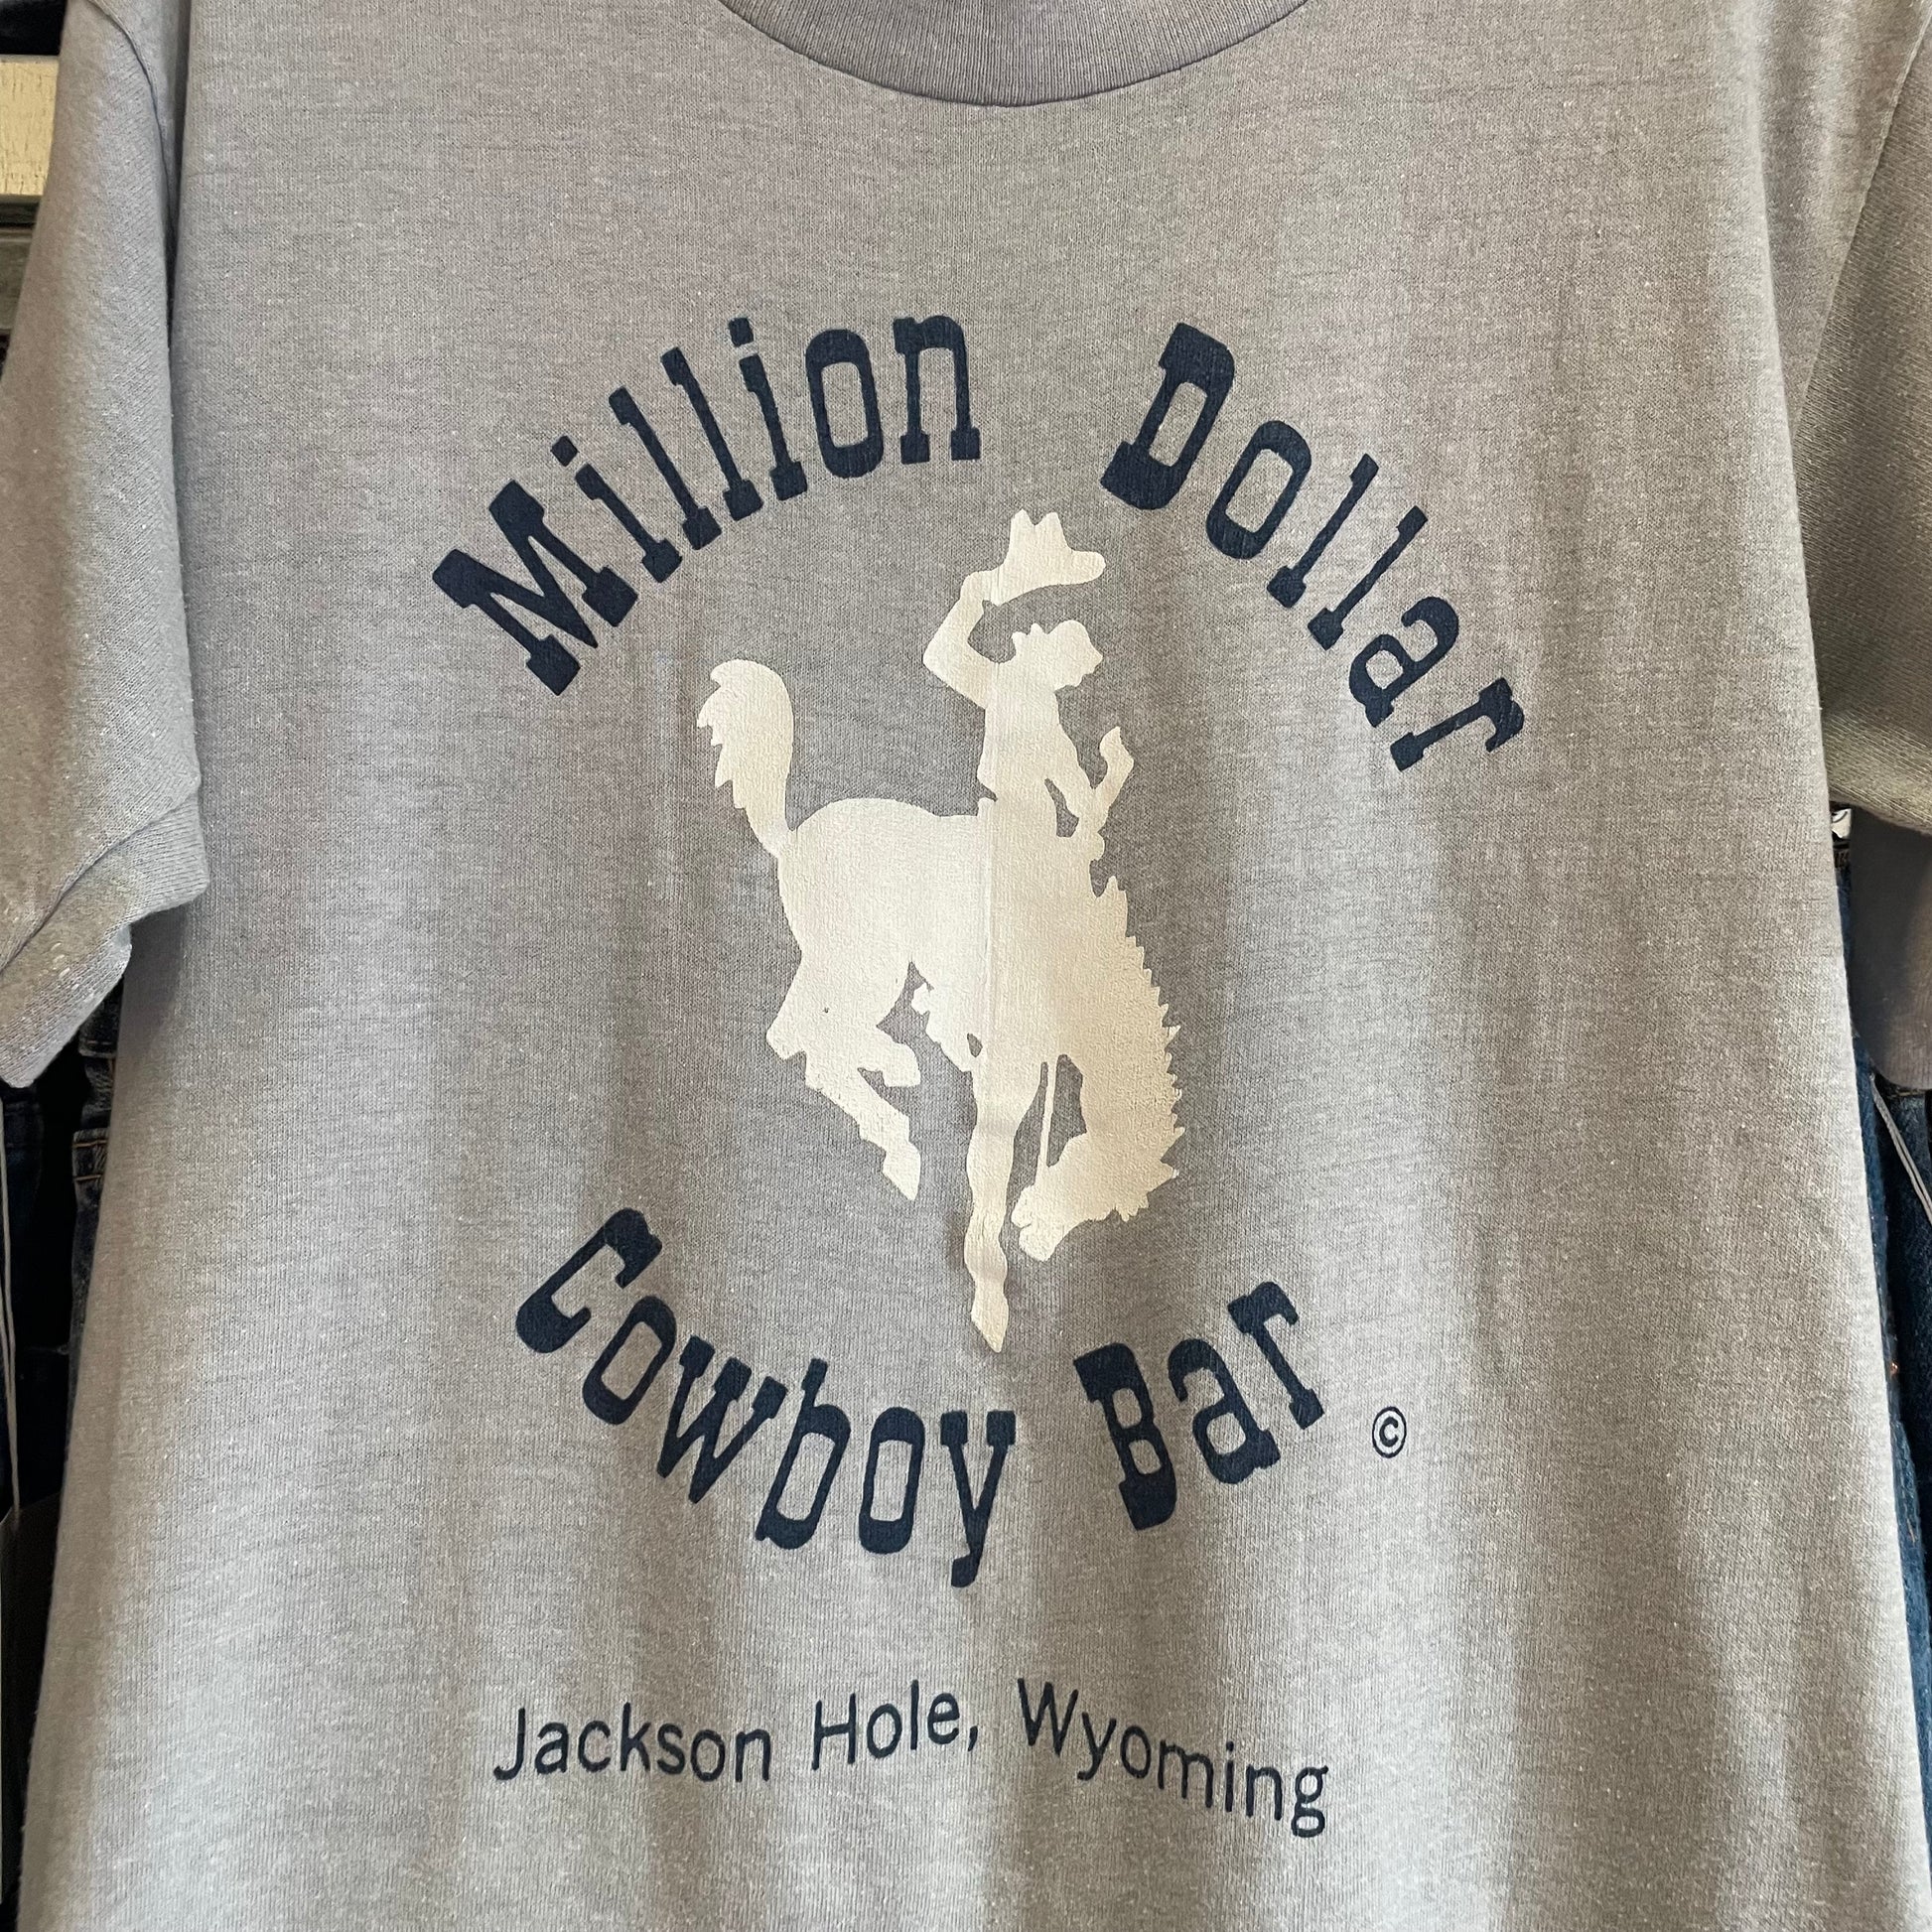 Million Dollar
Cowboy Bar ©
Jackson Hole, Wyoming